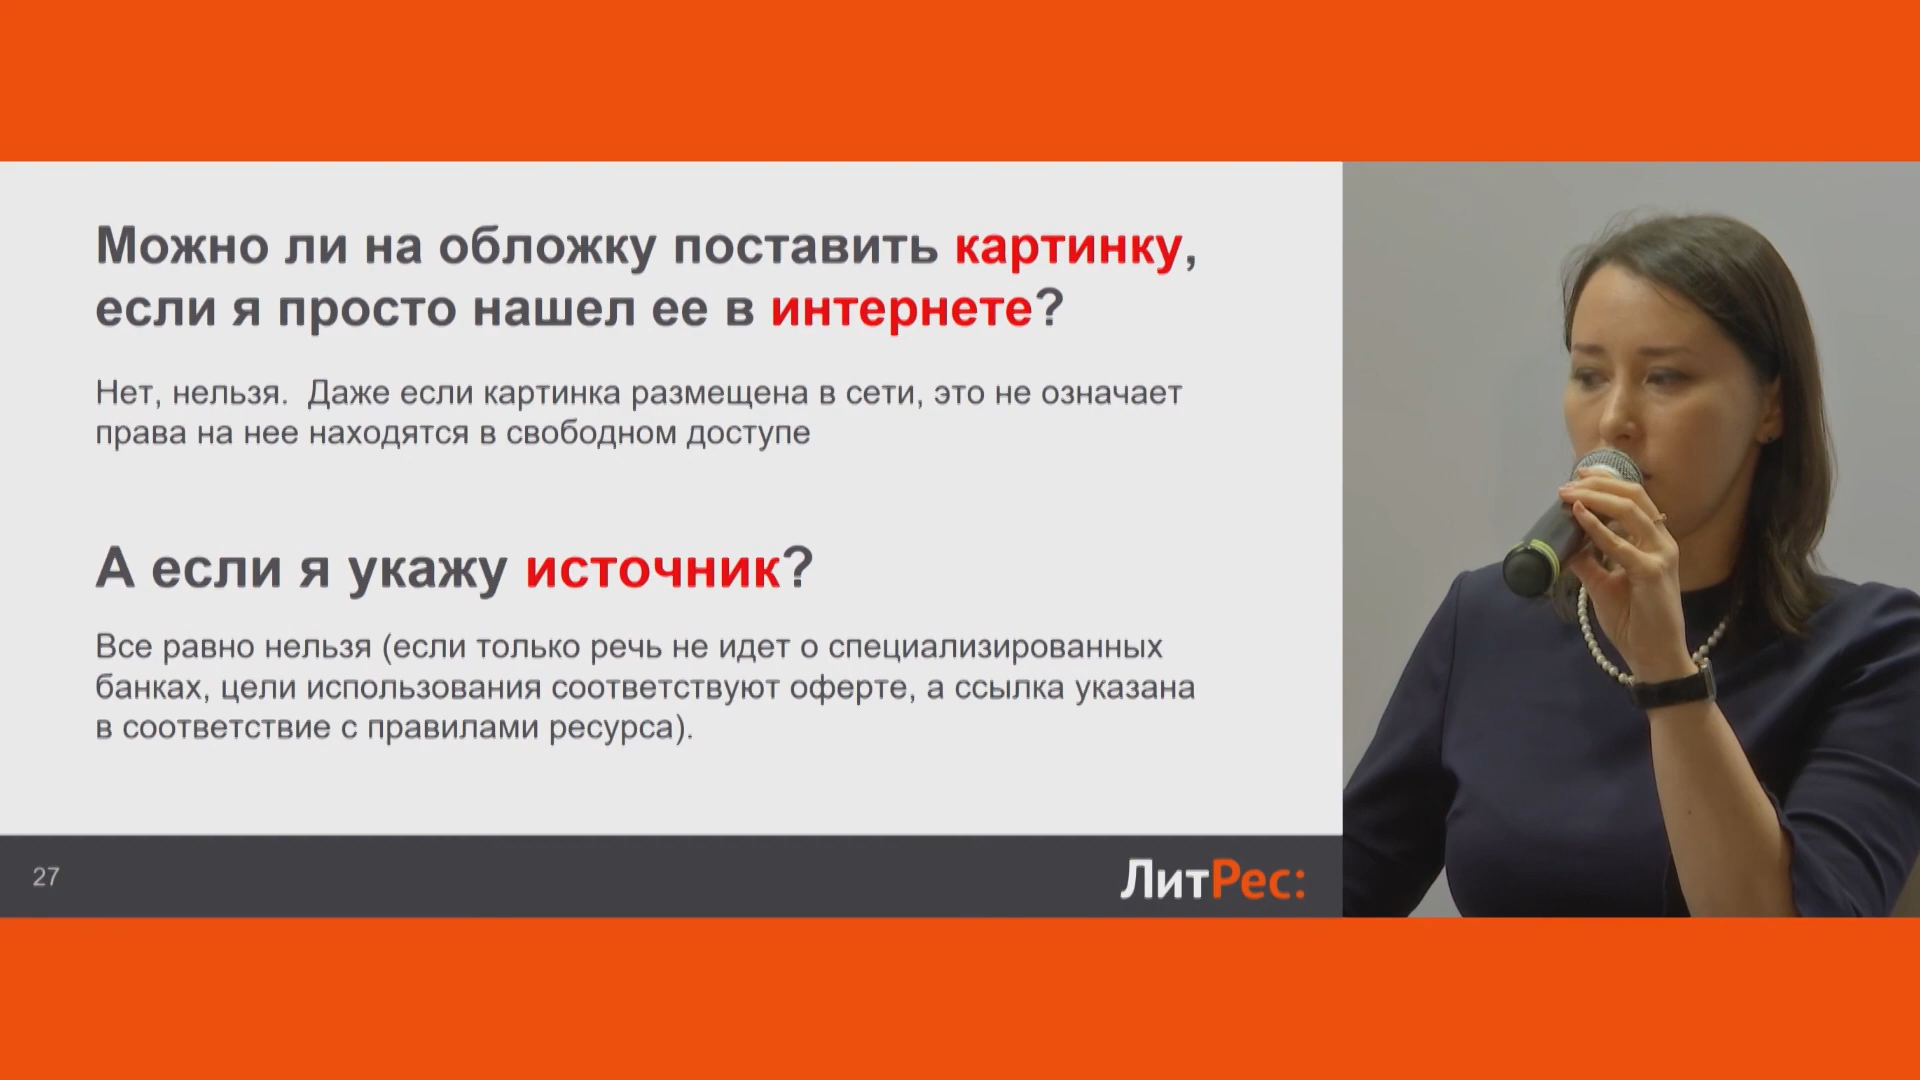 Можно ли на обложку поставить картинку,
если я просто нашел ее в интернете?
Нет, нельзя.  Даже если картинка размещена в сети, это не означает
права на нее находятся в свободном доступе
А если я укажу источник?
Все равно нельзя (если только речь не идет о специализированных
банках, цели использования соответствуют оферте, а ссылка указана
в соответствие с правилами ресурса).
27
ЛитРес: